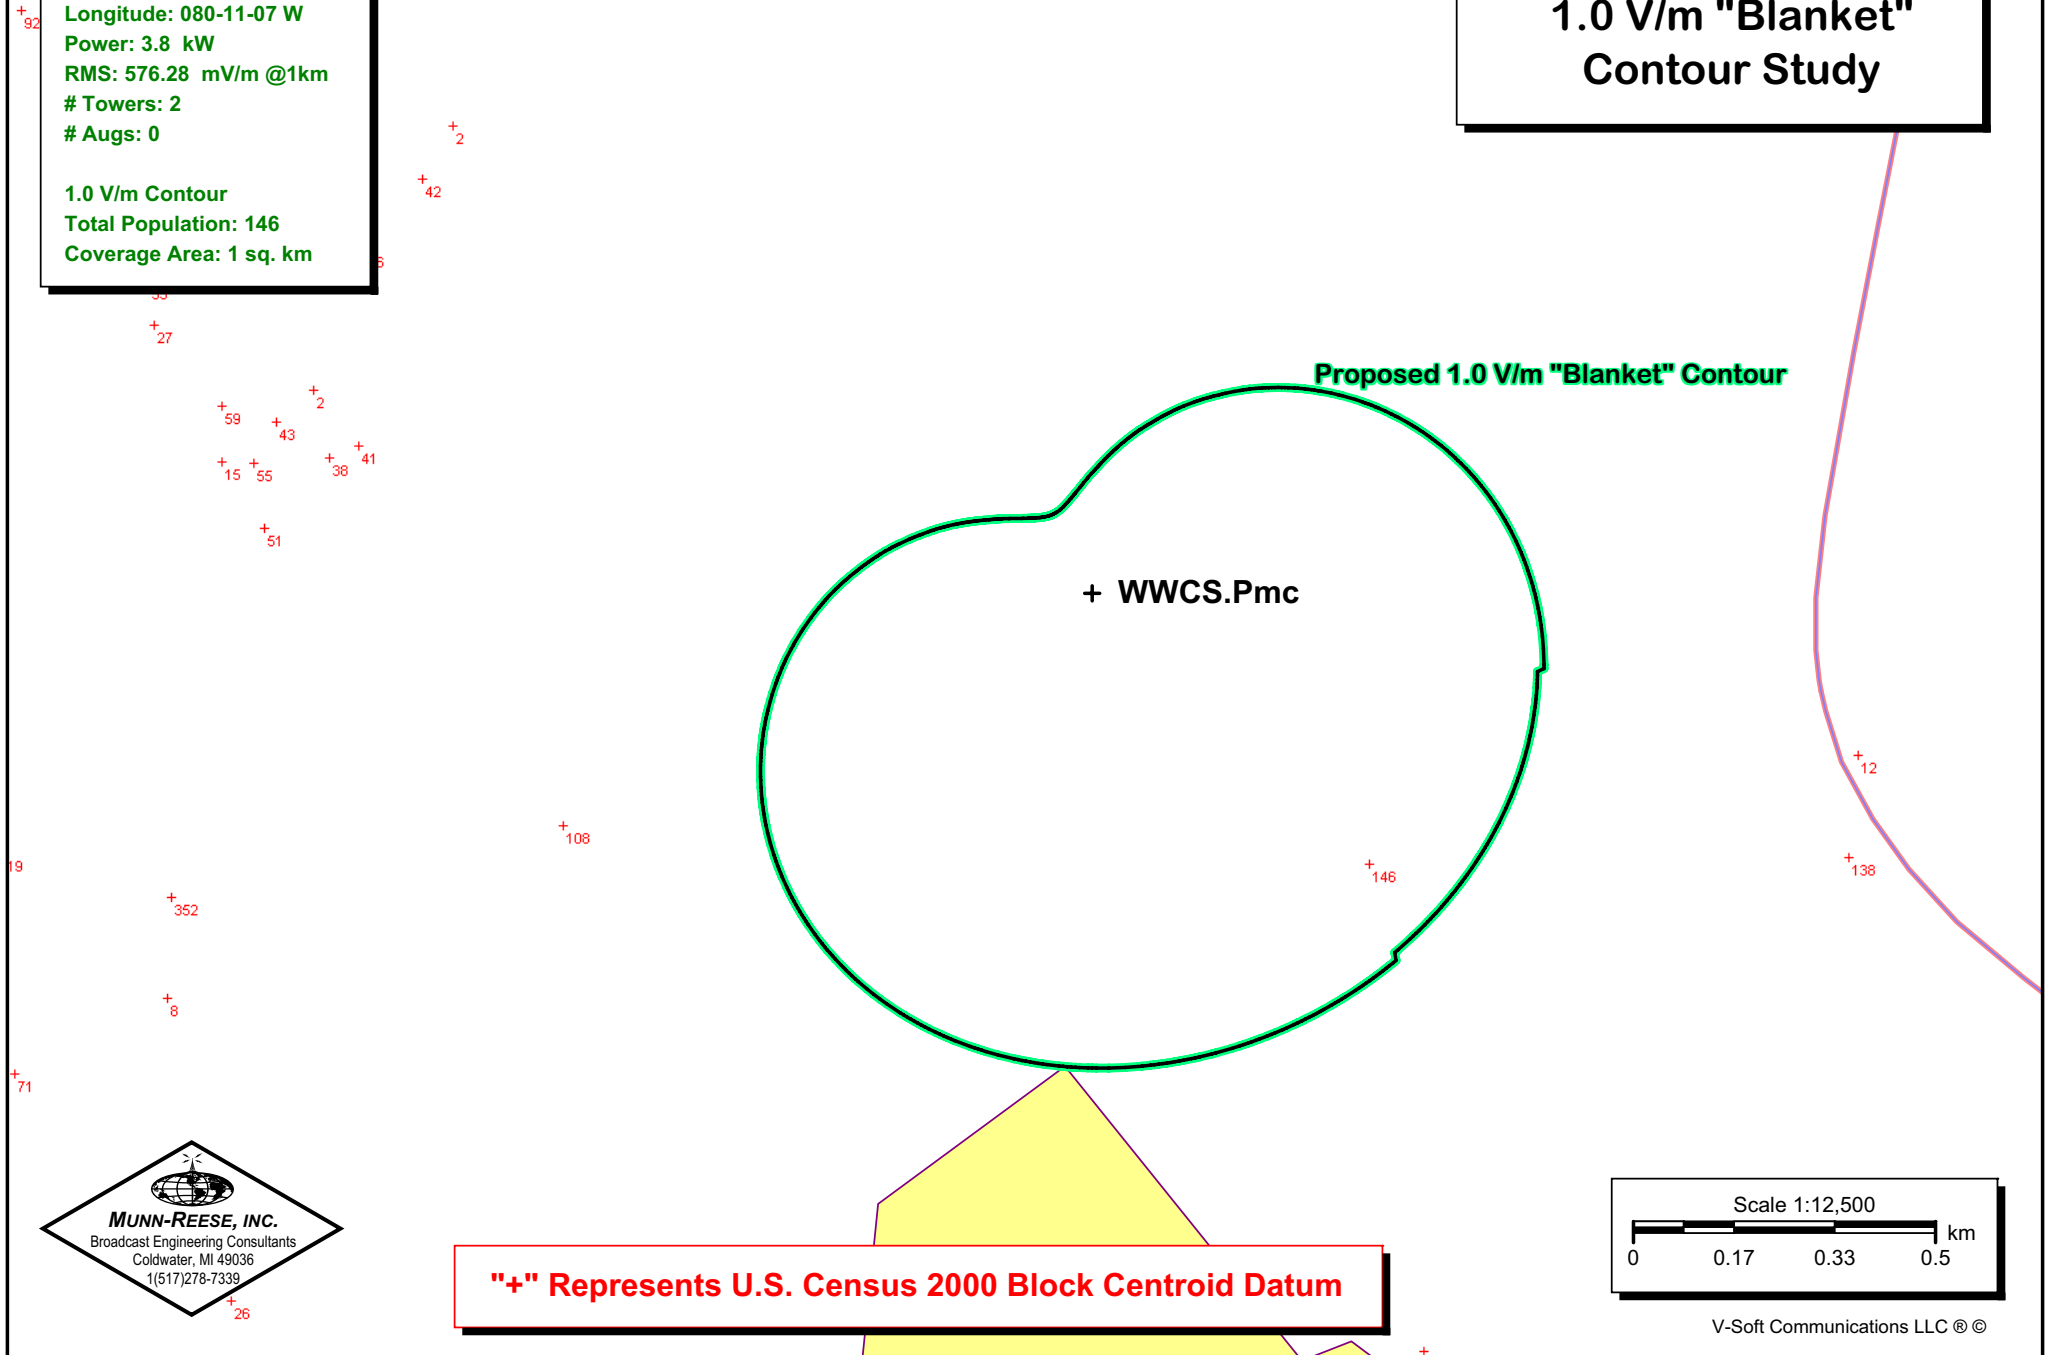 Longitude: 080-11-07 W
Power: 3.8 kW
RMS: 576.28 mV/m @1km
# Towers: 2
# Augs: 0
1.0 V/m Contour
Total Population: 146
Coverage Area: 1 sq. km
1.0 V/m "Blanket"
Contour Study
92
2
42
6
27
59
2
43
41
15
55
38
51
Proposed 1.0 V/m "Blanket" Contour
+ WWCS.Pmc
12
108
146
138
19
352
8
71
MUNN-REESE, INC.
Broadcast Engineering Consultants
Coldwater, MI 49036
1(517)278-7339
26
"+" Represents U.S. Census 2000 Block Centroid Datum
Scale 1:12,500
0 0.17 0.33 0.5 km
V-Soft Communications LLC ® ©